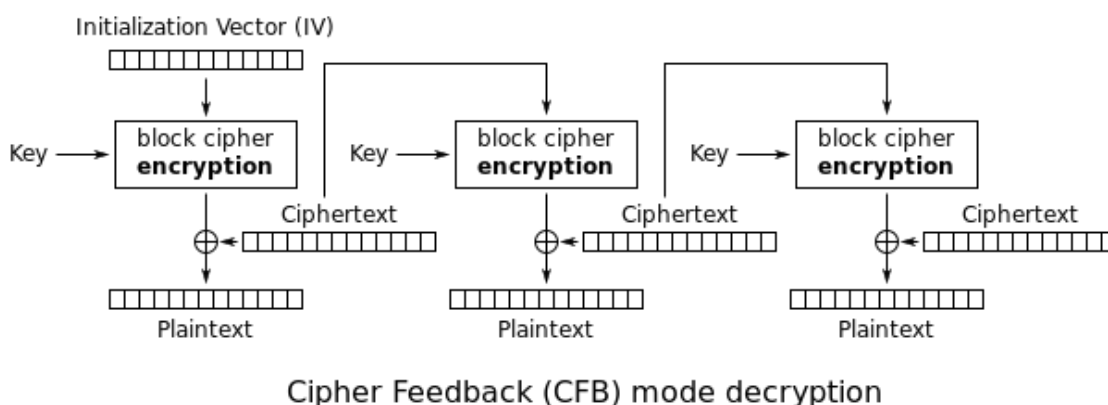 Initialization Vector (IV)
Key
block cipher
encryption
Key
block cipher
encryption
Key
block cipher
encryption
Ciphertext
Ciphertext
Ciphertext
Plaintext
Plaintext
Plaintext
Cipher Feedback (CFB) mode decryption